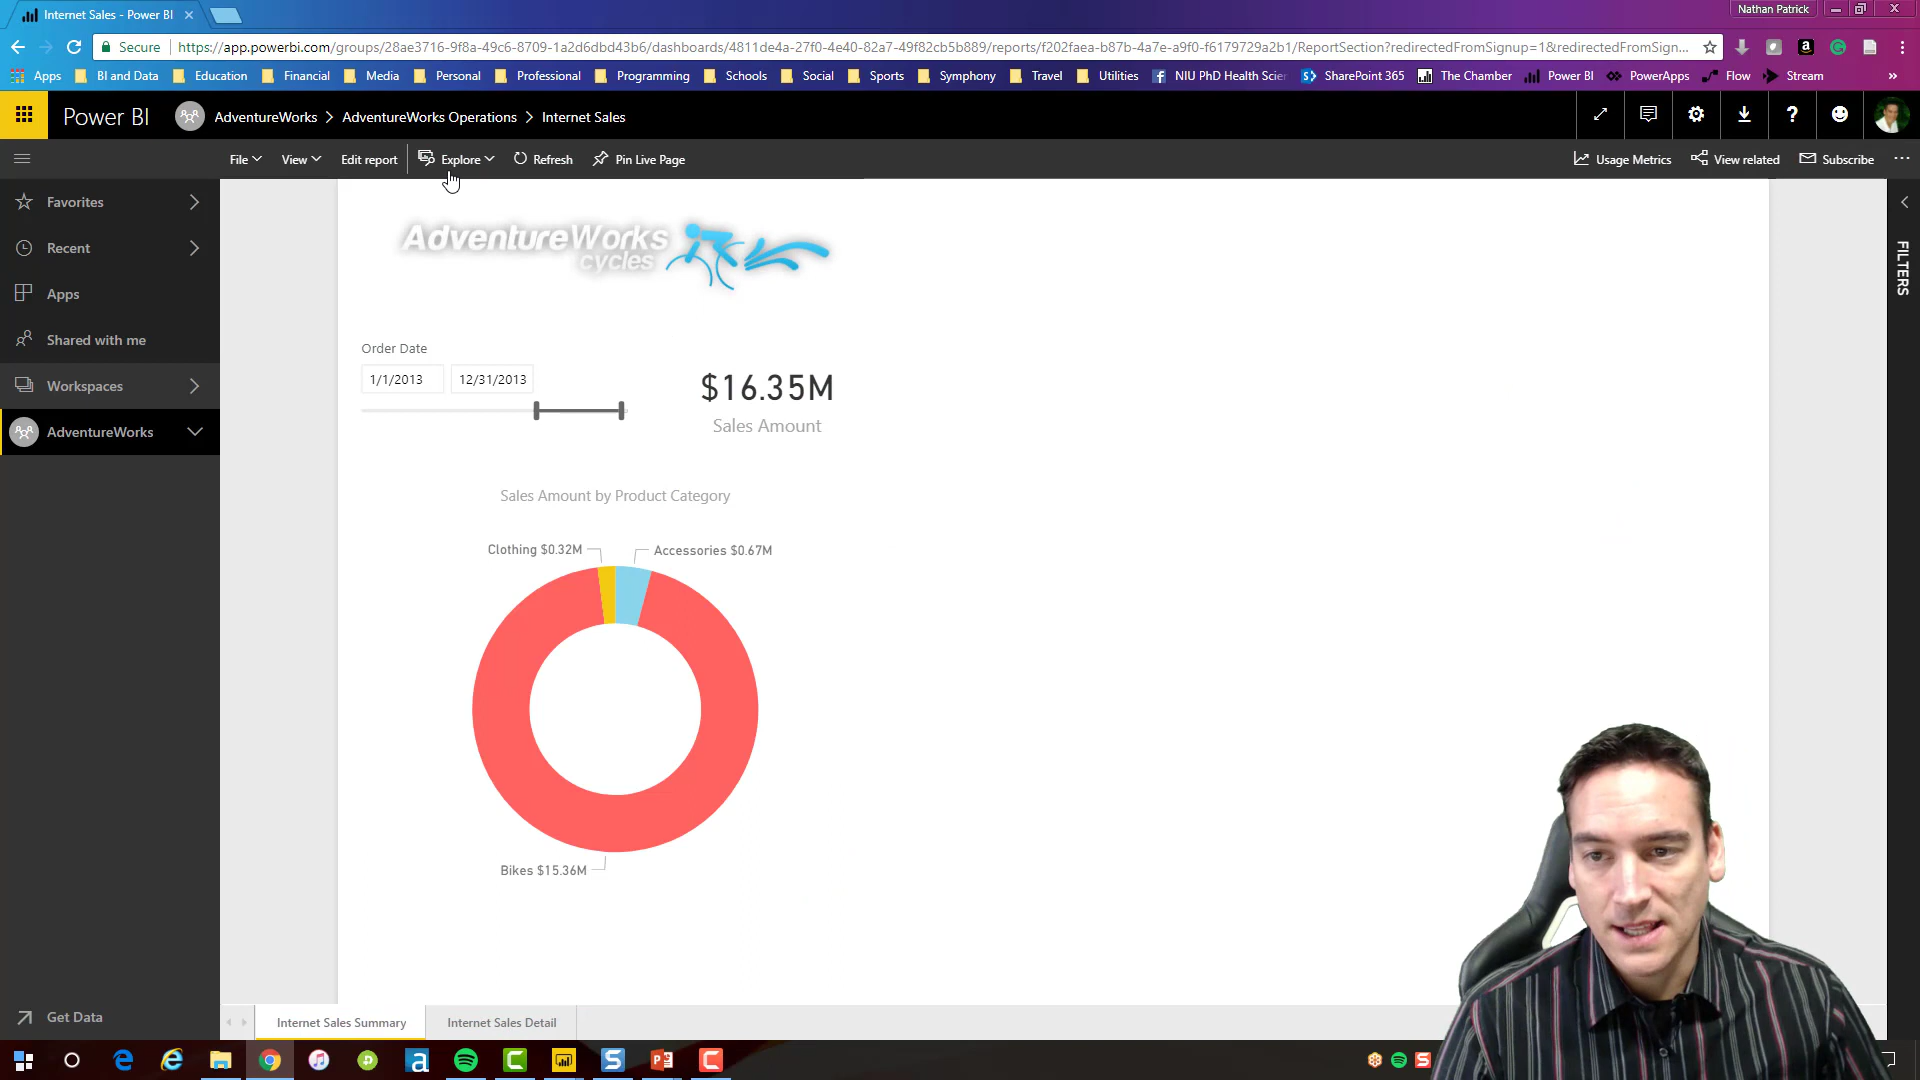 Internet Sales - Power BI
Nathan Patrick
Secure
https://app.powerbi.com/groups/28ae3716-9f8a-49c6-8709-1a2d6dbd43b6/dashboards/4811de4a-27f0-4e40-82a7-49f82cb5b889/reports/f202faea-b87b-4a7e-a9f0-f6179729a2b1/ReportSection?redirectedFromSignup=1&redirectedFromSign...
Apps BI and Data Education Financial Media Personal Professional Programming Schools Social Sports Symphony Travel Utilities NIU PhD Health Scier SharePoint 365 The Chamber Power BI PowerApps Flow Stream
Power BI AdventureWorks > AdventureWorks Operations > Internet Sales
File View Edit report Explore Refresh Pin Live Page Usage Metrics View related Subscribe
Favorites
Recent
Apps
Shared with me
Workspaces
AdventureWorks
Get Data
AdventureWorks
cycles
Order Date
1/1/2013 12/31/2013
$16.35M
Sales Amount
Sales Amount by Product Category
Clothing $0.32M Accessories $0.67M
Bikes $15.36M
FILTERS
Internet Sales Summary Internet Sales Detail